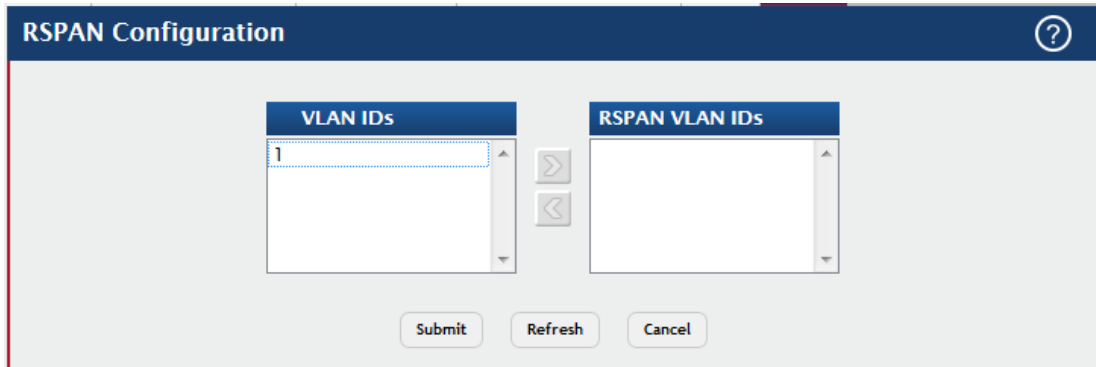 RSPAN Configuration
?
VLAN IDs
RSPAN VLAN IDs
1
Submit Refresh Cancel